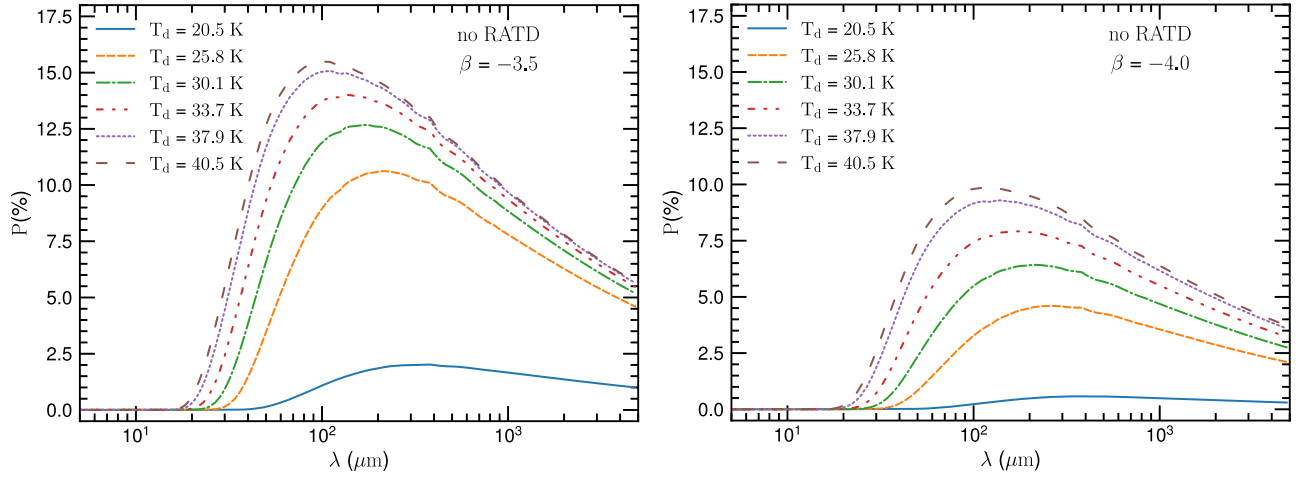 17.5
15.0
12.5
10.0
7.5
5.0
2.5
0.0
P(%)
T_d = 20.5 K
T_d = 25.8 K
T_d = 30.1 K
T_d = 33.7 K
T_d = 37.9 K
T_d = 40.5 K
no RATD
β = −3.5
10^1
10^2
10^3
λ (μm)
17.5
15.0
12.5
10.0
7.5
5.0
2.5
0.0
P(%)
T_d = 20.5 K
T_d = 25.8 K
T_d = 30.1 K
T_d = 33.7 K
T_d = 37.9 K
T_d = 40.5 K
no RATD
β = −4.0
10^1
10^2
10^3
λ (μm)